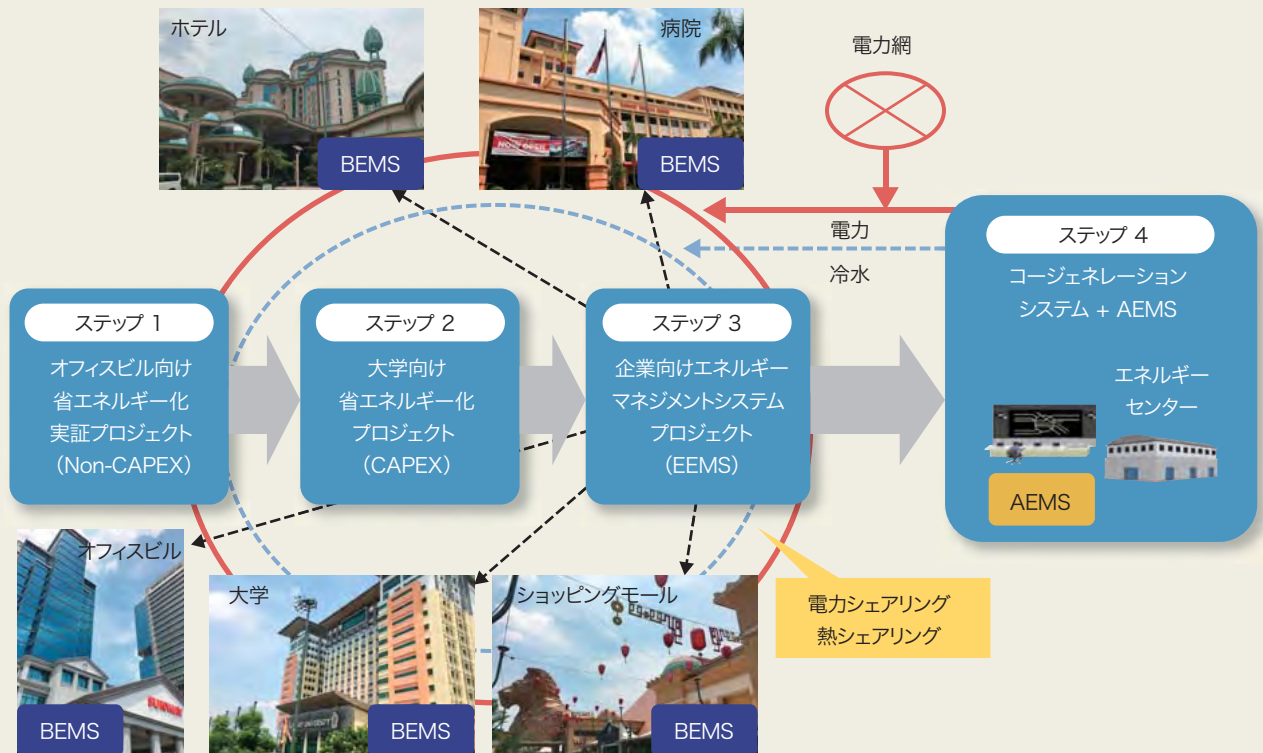 ホテル
BEMS
病院
NOW OPEN
BEMS
電力網
電力
冷水
ステップ 1
オフィスビル向け
省エネルギー化
実証プロジェクト
（Non-CAPEX）
ステップ 2
大学向け
省エネルギー化
プロジェクト
（CAPEX）
ステップ 3
企業向けエネルギー
マネジメントシステム
プロジェクト
（EEMS）
ステップ 4
コージェネレーション
システム + AEMS
エネルギー
センター
AEMS
オフィスビル
BEMS
大学
BEMS
ショッピングモール
BEMS
電力シェアリング
熱シェアリング